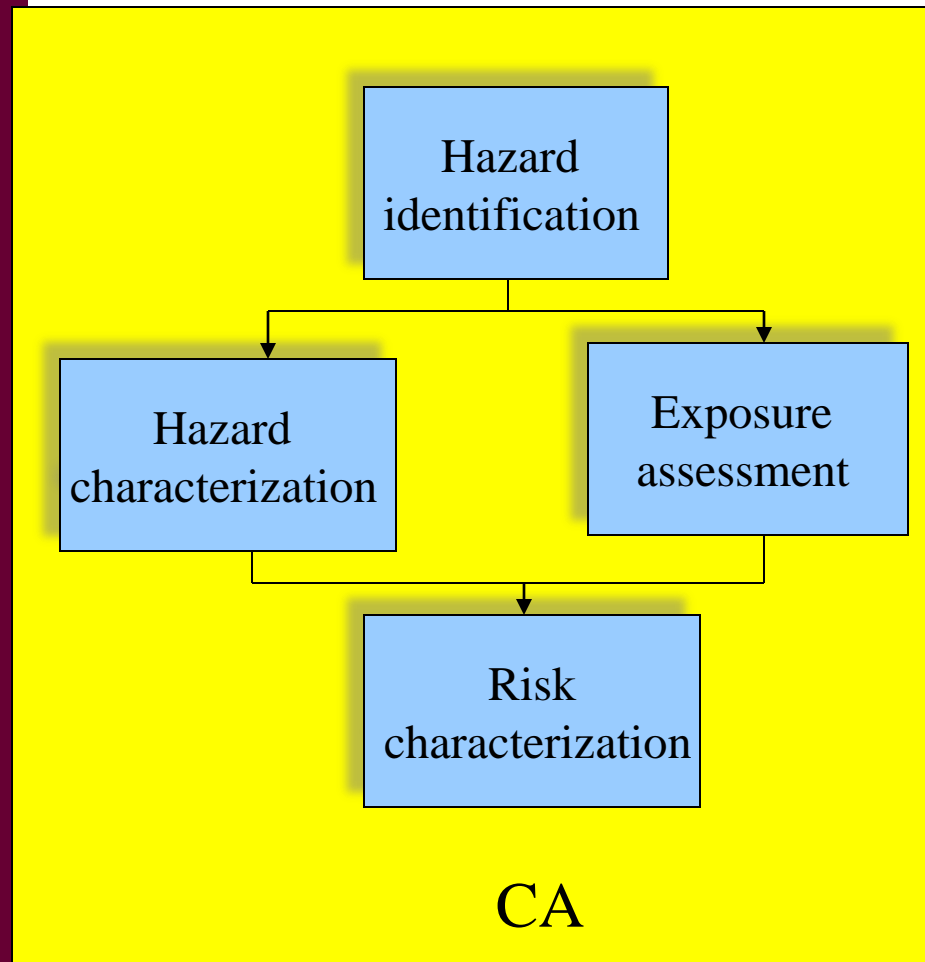 Hazard
identification
Hazard
characterization
Exposure
assessment
Risk
characterization
CA